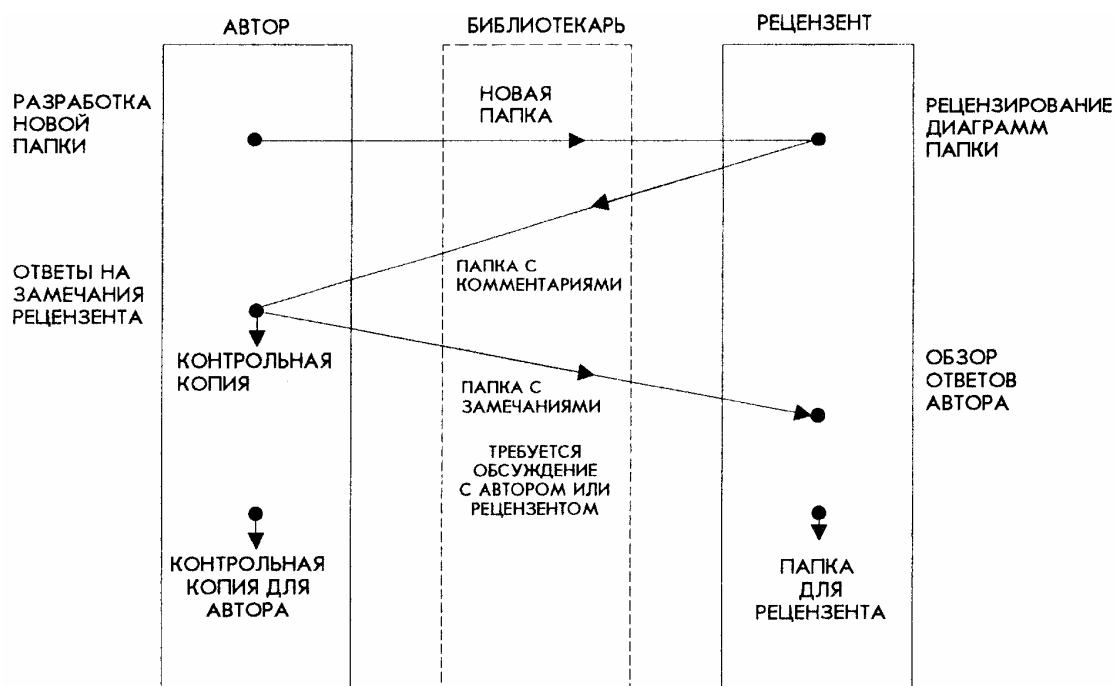 АВТОР
БИБЛИОТЕКАРЬ
РЕЦЕНЗЕНТ
РАЗРАБОТКА
НОВОЙ
ПАПКИ
НОВАЯ
ПАПКА
РЕЦЕНЗИРОВАНИЕ
ДИАГРАММ
ПАПКИ
ПАПКА С
КОММЕНТАРИЯМИ
ОТВЕТЫ НА
ЗАМЕЧАНИЯ
РЕЦЕНЗЕНТА
КОНТРОЛЬНАЯ
КОПИЯ
ПАПКА С
ЗАМЕЧАНИЯМИ
ОБЗОР
ОТВЕТОВ
АВТОРА
ТРЕБУЕТСЯ
ОБСУЖДЕНИЕ
С АВТОРОМ ИЛИ
РЕЦЕНЗЕНТОМ
КОНТРОЛЬНАЯ
КОПИЯ ДЛЯ
АВТОРА
ПАПКА
ДЛЯ
РЕЦЕНЗЕНТА